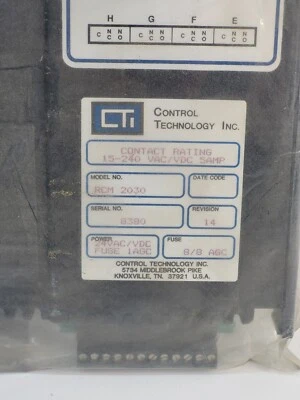 H G F E
C N C N O C N C N O C N C N O C N C N O
CTI CONTROL
TECHNOLOGY INC.
CONTACT RATING
15-240 VAC/VDC 5AMP
MODEL NO.
RCM 2030
DATE CODE
SERIAL NO.
0380
REVISION
14
POWER
24VAC/VDC
FUSE 1AGC
FUSE
8/8 AGC
CONTROL TECHNOLOGY INC.
5734 MIDDLEBROOK PIKE
KNOXVILLE, TN. 37921 U.S.A.